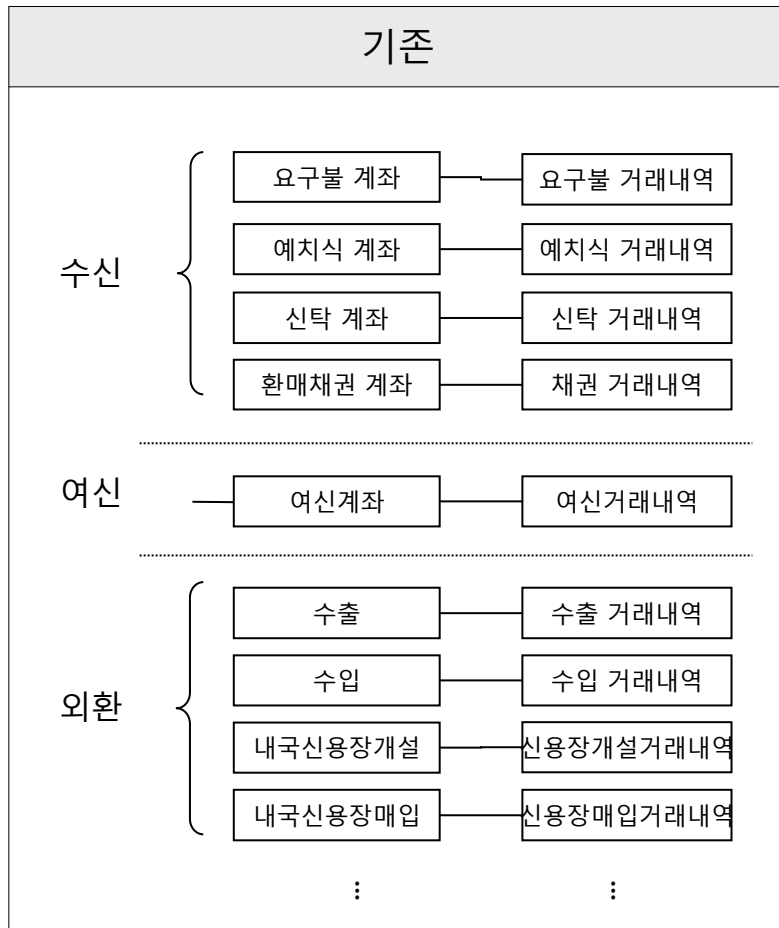 기존
수신
요구불 계좌
요구불 거래내역
예치식 계좌
예치식 거래내역
신탁 계좌
신탁 거래내역
환매채권 계좌
채권 거래내역
여신
여신계좌
여신거래내역
외환
수출
수출 거래내역
수입
수입 거래내역
내국신용장개설
신용장개설거래내역
내국신용장매입
신용장매입거래내역